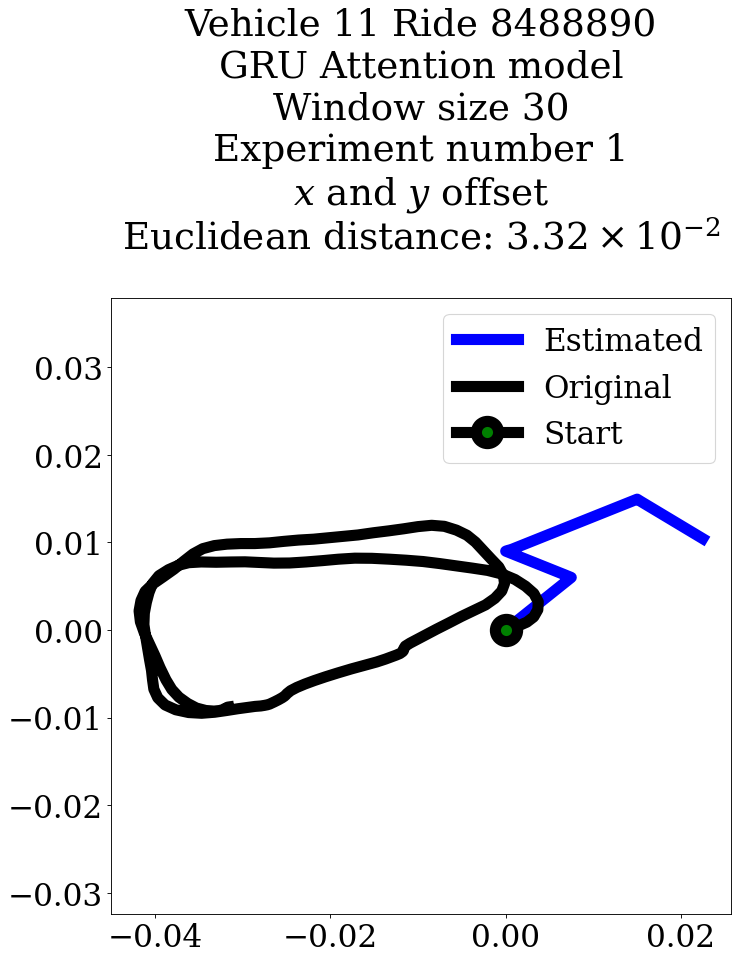 Vehicle 11 Ride 8488890
GRU Attention model
Window size 30
Experiment number 1
x and y offset
Euclidean distance: 3.32 × 10⁻²
Estimated
Original
Start
0.03
0.02
0.01
0.00
−0.01
−0.02
−0.03
−0.04 −0.02 0.00 0.02